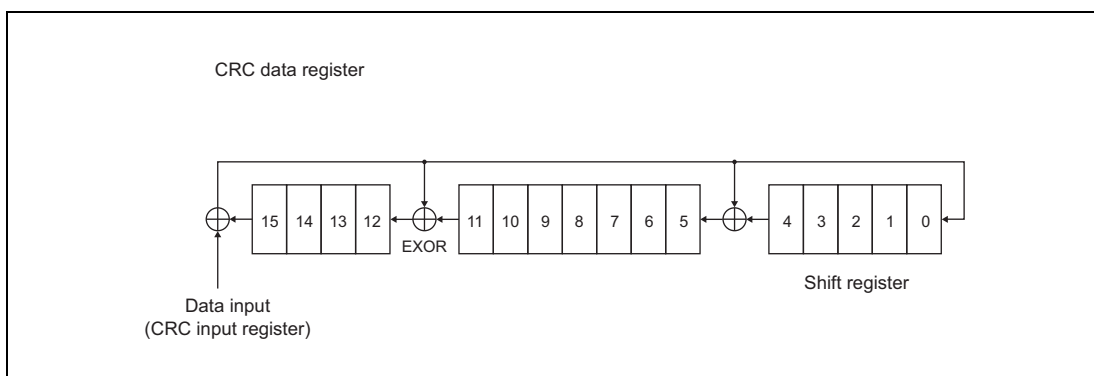 CRC data register
15 14 13 12 11 10 9 8 7 6 5 4 3 2 1 0
EXOR
Shift register
Data input
(CRC input register)